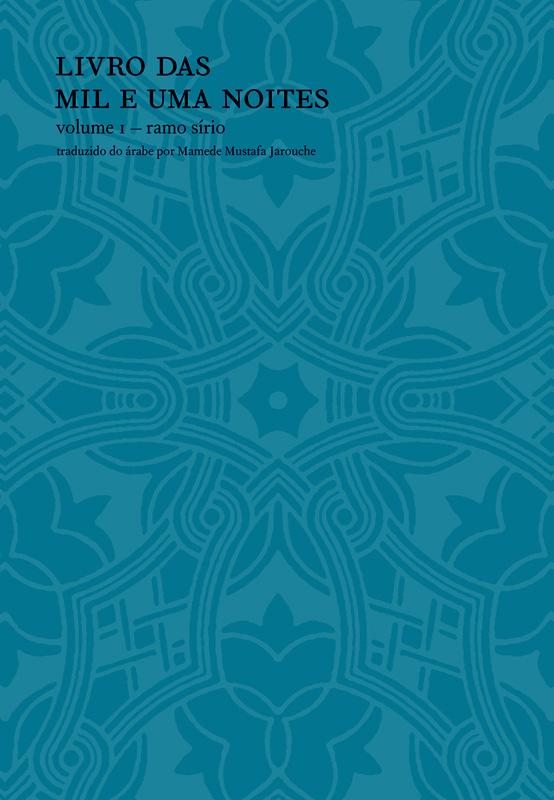 LIVRO DAS
MIL E UMA NOITES
volume 1 – ramo sírio
traduzido do árabe por Mamede Mustafa Jarouche